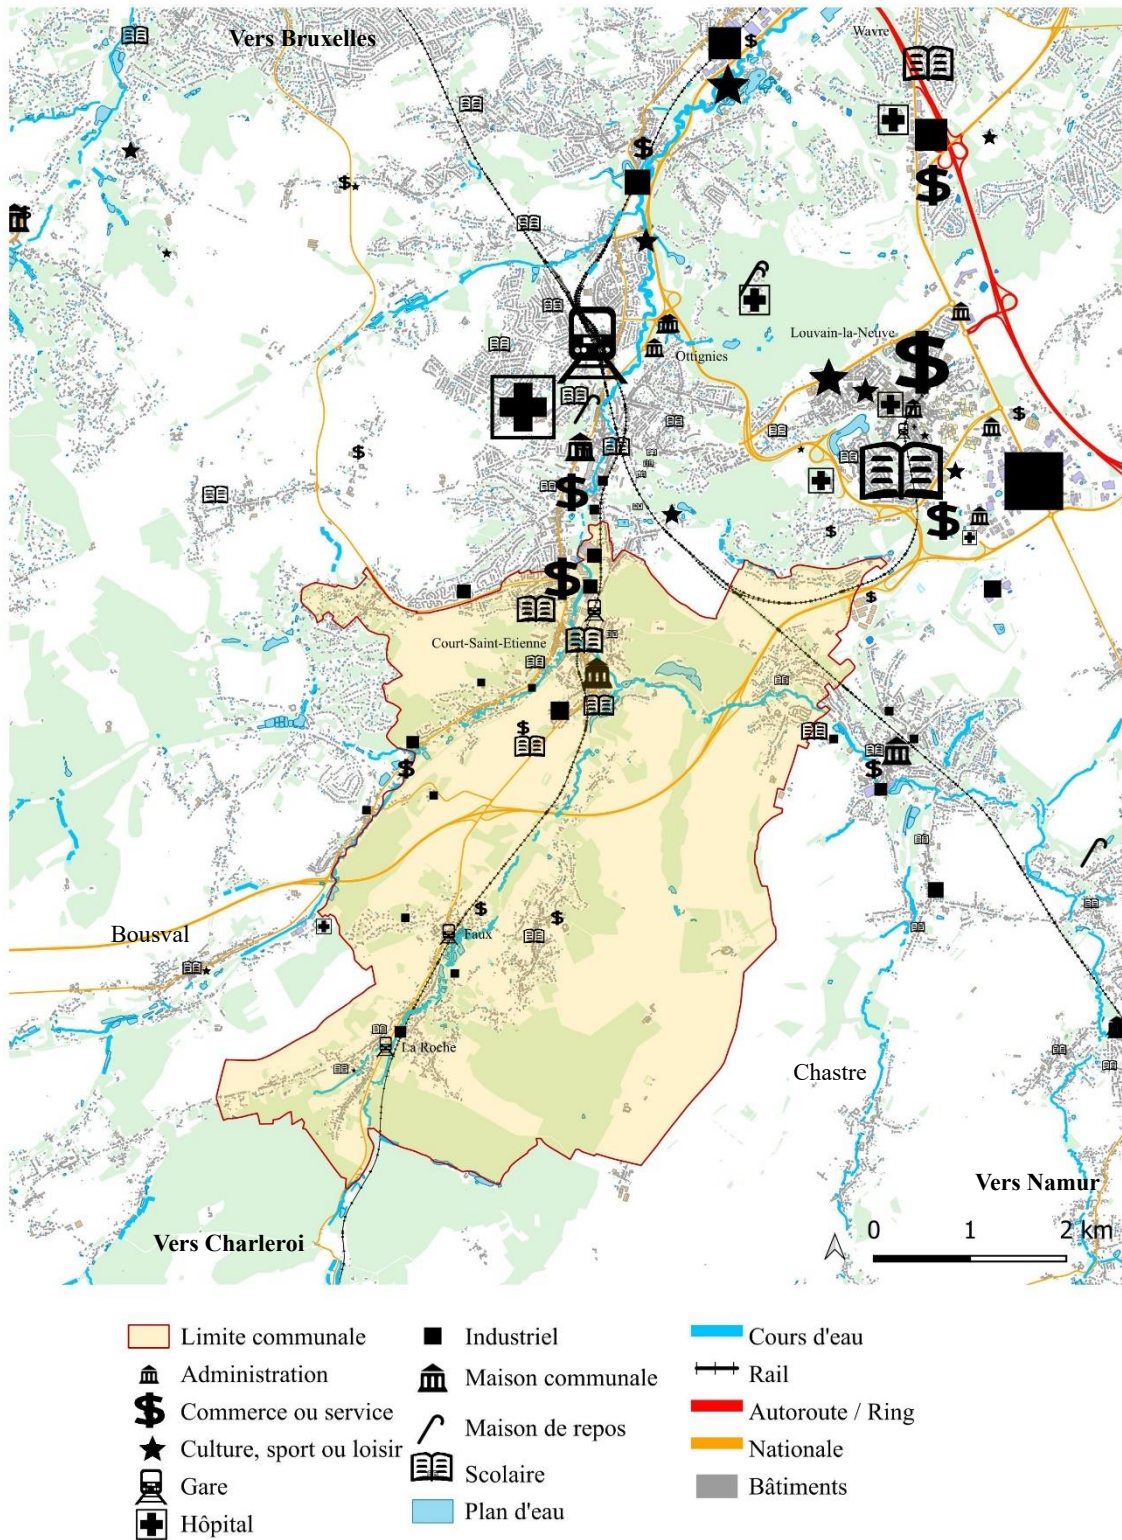 Vers Bruxelles
Wavre
Louvain-la-Neuve
Ottignies
Court-Saint-Etienne
Bousval
Faux
La Roche
Chastre
Vers Namur
Vers Charleroi
0 1 2 km
Limite communale
Administration
Commerce ou service
Culture, sport ou loisir
Gare
Hôpital
Industriel
Maison communale
Maison de repos
Scolaire
Plan d'eau
Cours d'eau
Rail
Autoroute / Ring
Nationale
Bâtiments